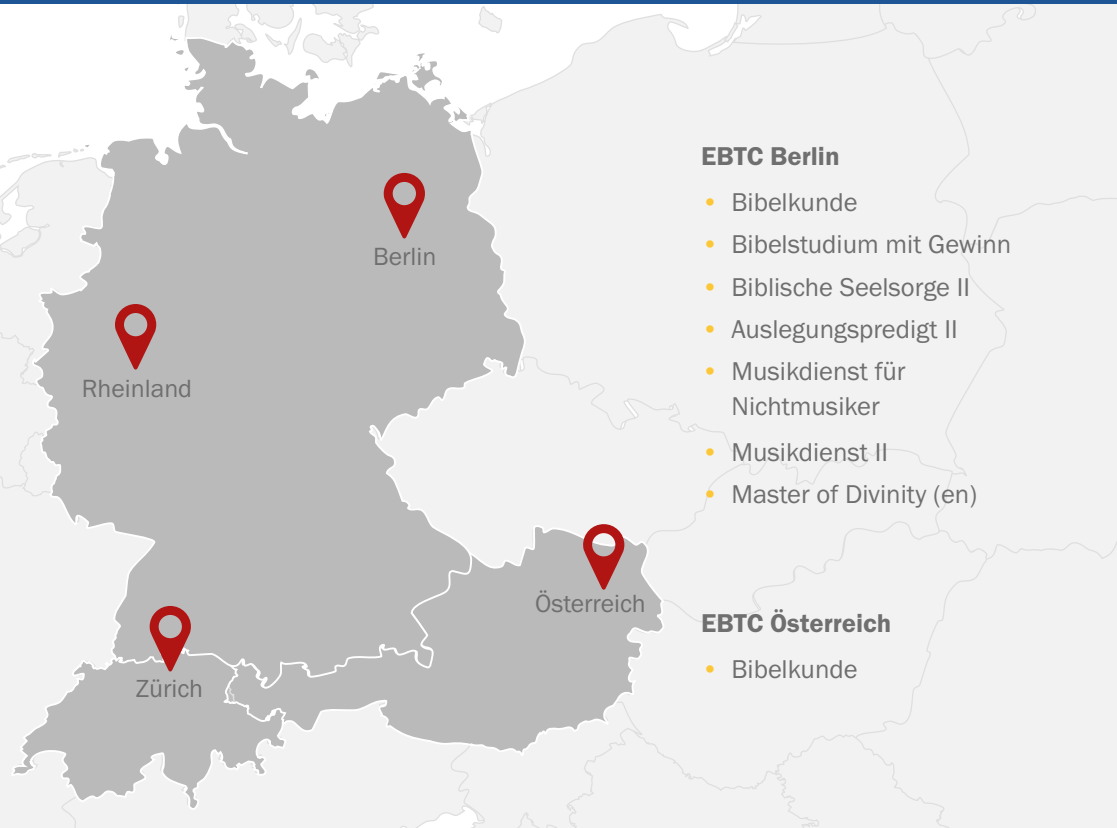 Berlin
Rheinland
Österreich
Zürich
EBTC Berlin
• Bibelkunde
• Bibelstudium mit Gewinn
• Biblische Seelsorge II
• Auslegungspredigt II
• Musikdienst für
Nichtmusiker
• Musikdienst II
• Master of Divinity (en)
EBTC Österreich
• Bibelkunde